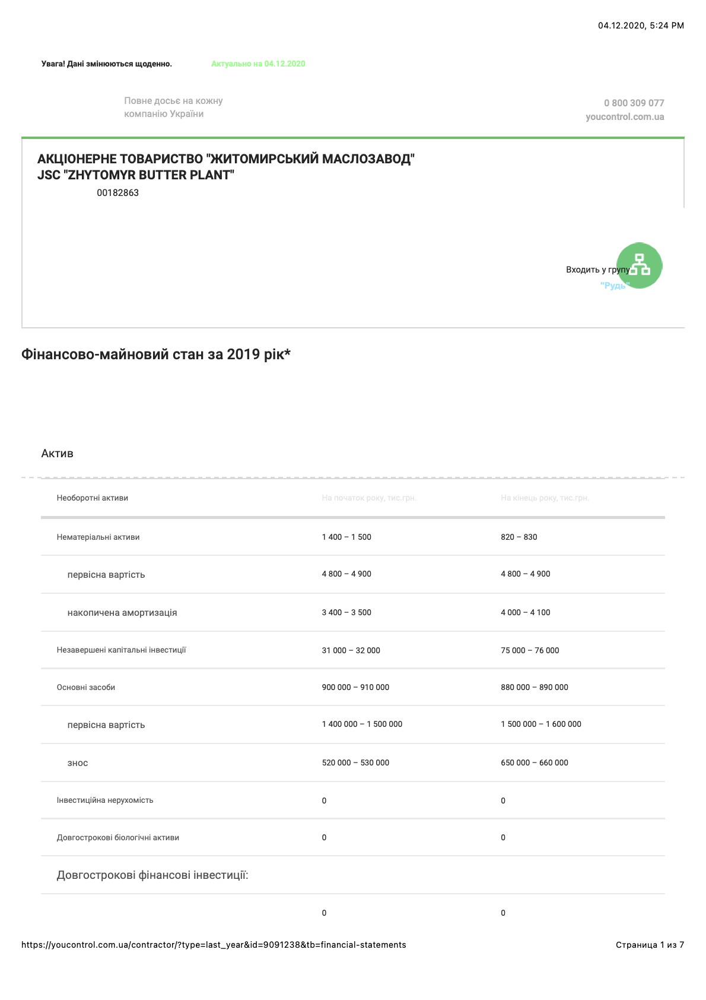 04.12.2020, 5:24 PM
Увага! Дані змінюються щоденно. Актуально на 04.12.2020
Повне досьє на кожну
компанію України
0 800 309 077
youcontrol.com.ua
АКЦІОНЕРНЕ ТОВАРИСТВО "ЖИТОМИРСЬКИЙ МАСЛОЗАВОД"
JSC "ZHYTOMYR BUTTER PLANT"
00182863
Входить у групу
"Рудь"
Фінансово-майновий стан за 2019 рік*
Актив
Необоротні активи На початок року, тис.грн. На кінець року, тис.грн.
Нематеріальні активи 1 400 – 1 500 820 – 830
первісна вартість 4 800 – 4 900 4 800 – 4 900
накопичена амортизація 3 400 – 3 500 4 000 – 4 100
Незавершені капітальні інвестиції 31 000 – 32 000 75 000 – 76 000
Основні засоби 900 000 – 910 000 880 000 – 890 000
первісна вартість 1 400 000 – 1 500 000 1 500 000 – 1 600 000
знос 520 000 – 530 000 650 000 – 660 000
Інвестиційна нерухомість 0 0
Довгострокові біологічні активи 0 0
Довгострокові фінансові інвестиції:
0 0
https://youcontrol.com.ua/contractor/?type=last_year&id=9091238&tb=financial-statements Страница 1 из 7